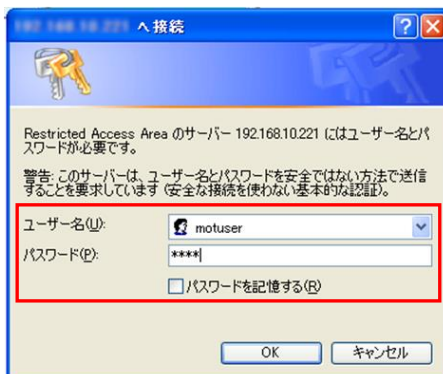 へ接続
Restricted Access Area のサーバー 192.168.10.221 にはユーザー名とパ
スワードが必要です。
警告: このサーバーは、ユーザー名とパスワードを安全ではない方法で送信
することを要求しています (安全な接続を使わない基本的な認証)。
ユーザー名(U):
motuser
パスワード(P):
****
パスワードを記憶する(R)
OK
キャンセル